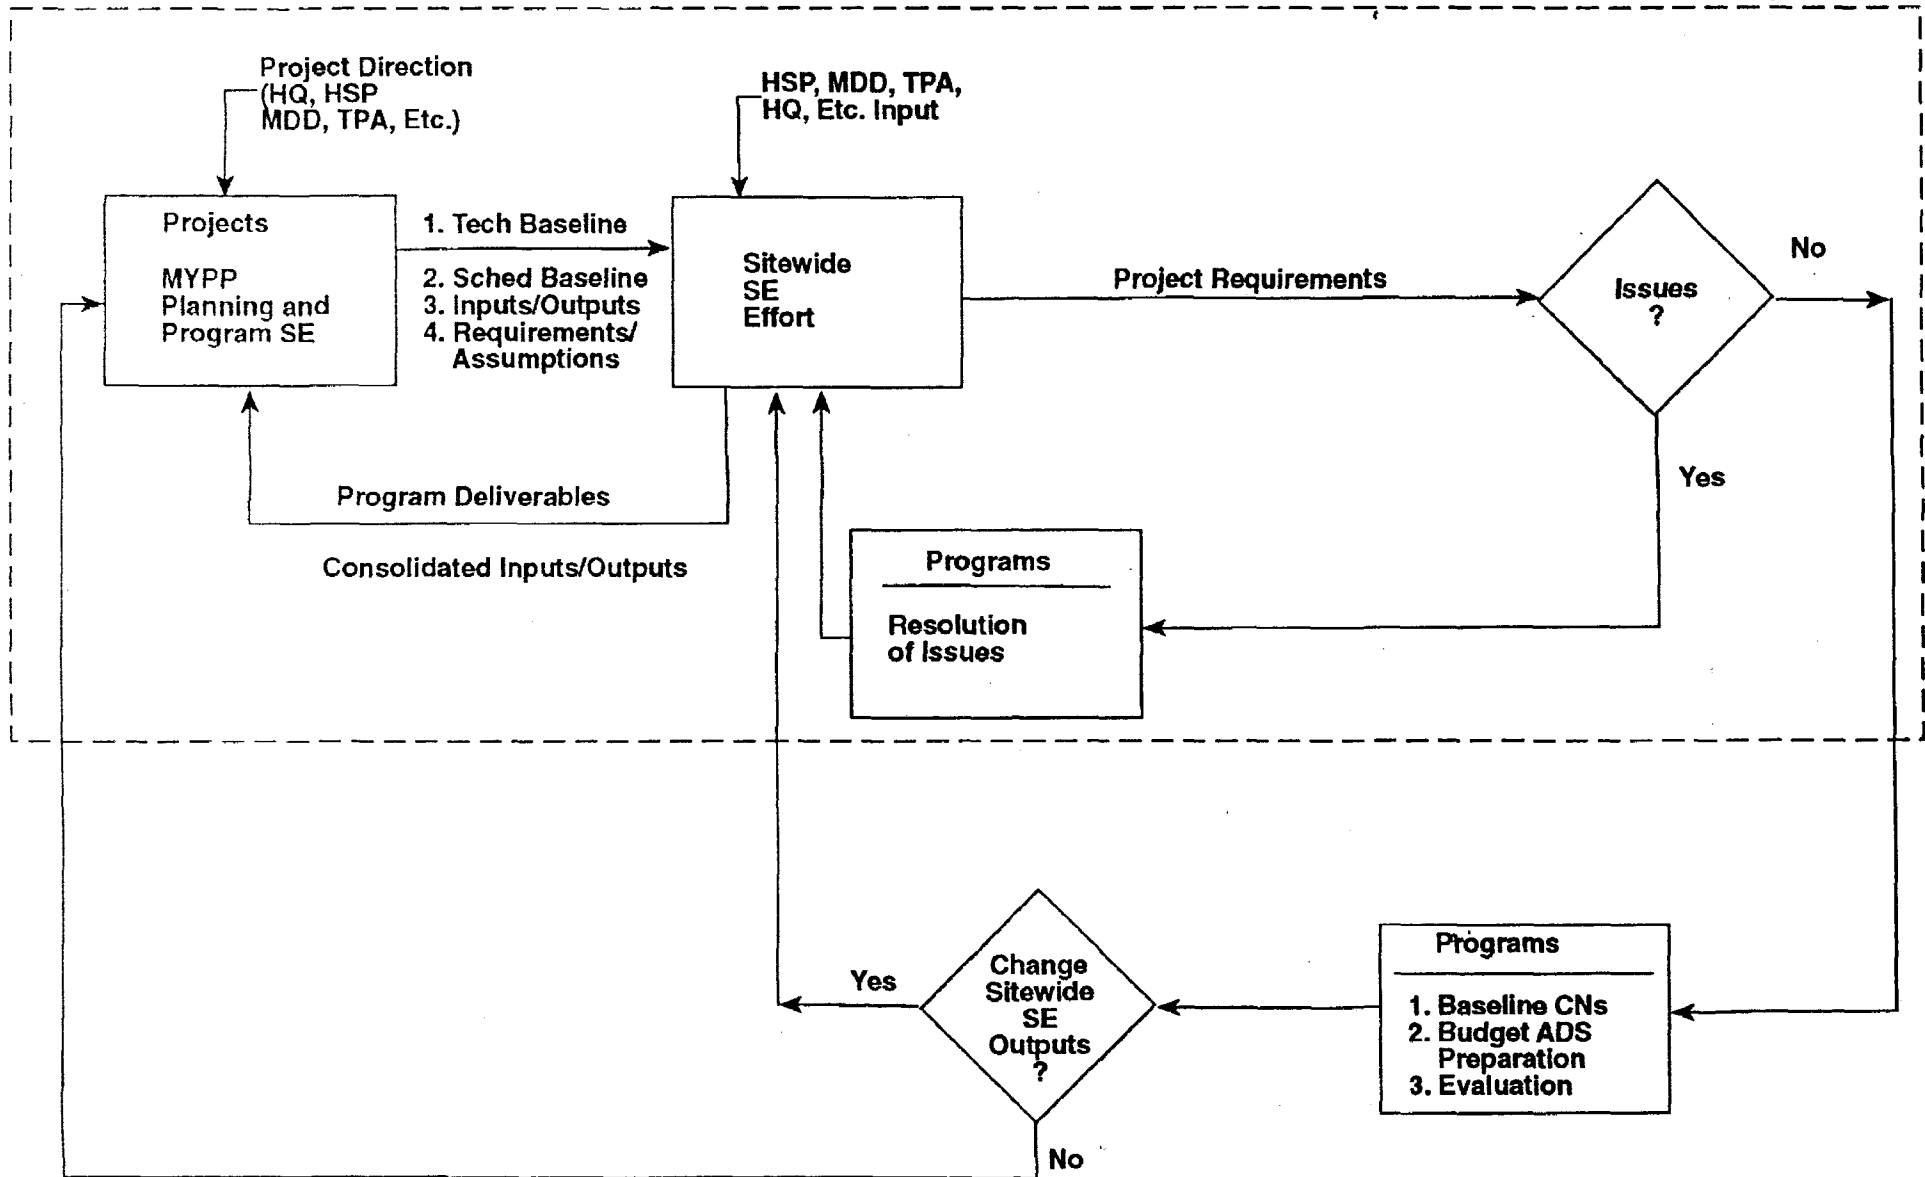 Project Direction
(HQ, HSP
MDD, TPA, Etc.)
HSP, MDD, TPA,
HQ, Etc. Input
Projects
MYPP
Planning and
Program SE
1. Tech Baseline
2. Sched Baseline
3. Inputs/Outputs
4. Requirements/
Assumptions
Sitewide
SE
Effort
Project Requirements
Issues
?
No
Yes
Program Deliverables
Consolidated Inputs/Outputs
Programs
Resolution
of Issues
Programs
1. Baseline CNs
2. Budget ADS
Preparation
3. Evaluation
Change
Sitewide
SE
Outputs
?
Yes
No